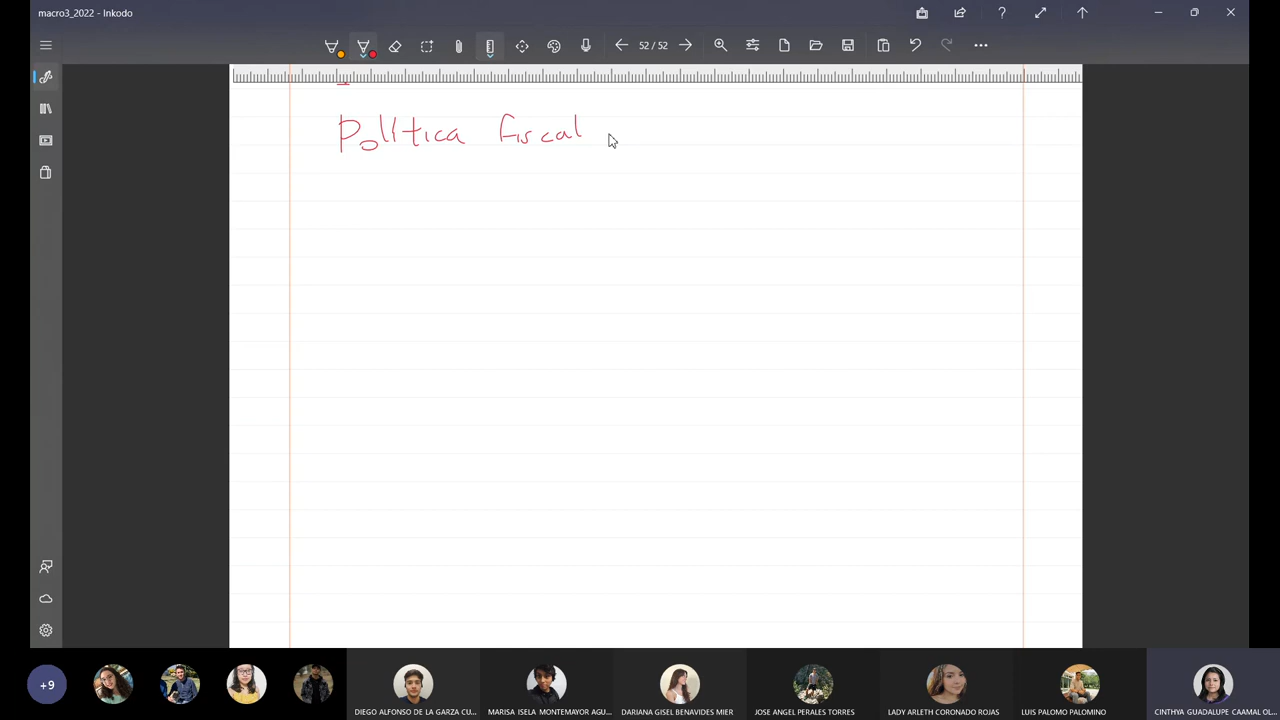 macro3_2022 - Inkodo
52 / 52
Política fiscal
+9
DIEGO ALFONSO DE LA GARZA CU...
MARISA ISELA MONTEMAYOR AGU...
DARIANA GISEL BENAVIDES MIER
JOSE ANGEL PERALES TORRES
LADY ARLETH CORONADO ROJAS
LUIS PALOMO PALOMINO
CINTHYA GUADALUPE CAAMAL OL...